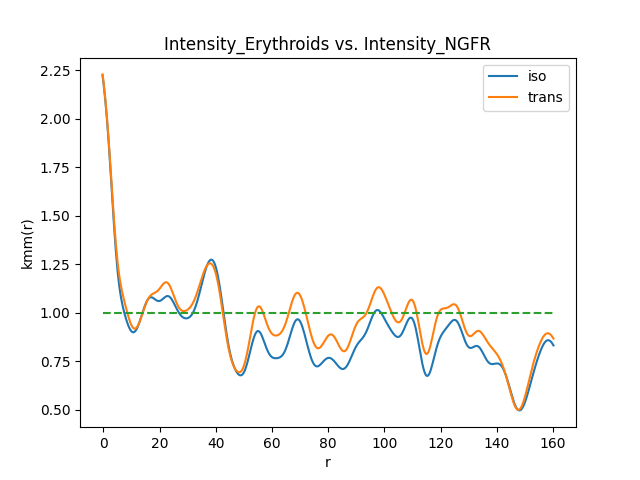 Intensity_Erythroids vs. Intensity_NGFR
iso
trans
kmm(r)
2.25
2.00
1.75
1.50
1.25
1.00
0.75
0.50
0 20 40 60 80 100 120 140 160
r